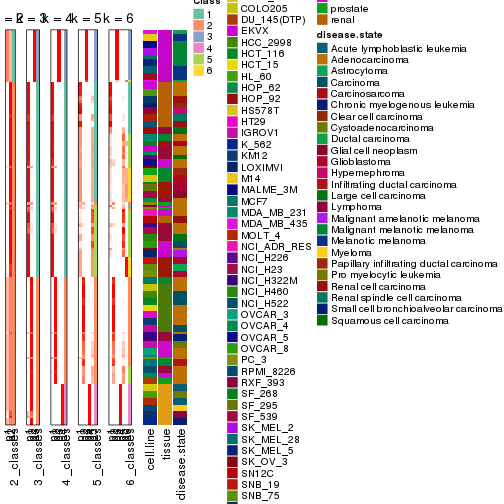 k = 3
k = 4
k = 5
k = 6
Class
1
2
3
4
5
6
2_classes
3_classes
4_classes
5_classes
6_classes
cell.line
tissue
disease.state
COLO205
DU_145(DTP)
EKVX
HCC_2998
HCT_116
HCT_15
HL_60
HOP_62
HOP_92
HS578T
HT29
IGROV1
K_562
KM12
LOXIMVI
M14
MALME_3M
MCF7
MDA_MB_231
MDA_MB_435
MOLT_4
NCI_ADR_RES
NCI_H226
NCI_H23
NCI_H322M
NCI_H460
NCI_H522
OVCAR_3
OVCAR_4
OVCAR_5
OVCAR_8
PC_3
RPMI_8226
RXF_393
SF_268
SF_295
SF_539
SK_MEL_2
SK_MEL_28
SK_MEL_5
SK_OV_3
SN12C
SNB_19
SNB_75
prostate
renal
disease.state
Acute lymphoblastic leukemia
Adenocarcinoma
Astrocytoma
Carcinoma
Carcinosarcoma
Chronic myelogenous leukemia
Clear cell carcinoma
Cystoadenocarcinoma
Ductal carcinoma
Glial cell neoplasm
Glioblastoma
Hypernephroma
Infiltrating ductal carcinoma
Large cell carcinoma
Lymphoma
Malignant amelanotic melanoma
Malignant melanotic melanoma
Melanotic melanoma
Myeloma
Papillary infiltrating ductal carcinoma
Pro myelocytic leukemia
Renal cell carcinoma
Renal spindle cell carcinoma
Small cell bronchioalveolar carcinoma
Squamous cell carcinoma